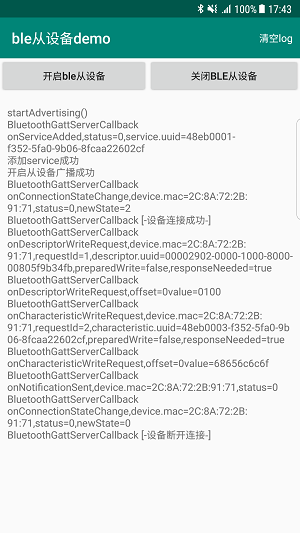 100% 17:43
ble从设备demo
清空log
开启ble从设备
关闭BLE从设备
startAdvertising()
BluetoothGattServerCallback
onServiceAdded,status=0,service.uuid=48eb0001-
f352-5fa0-9b06-8fcaa22602cf
添加service成功
开启从设备广播成功
BluetoothGattServerCallback
onConnectionStateChange,device.mac=2C:8A:72:2B:
91:71,status=0,newState=2
BluetoothGattServerCallback [-设备连接成功-]
BluetoothGattServerCallback
onDescriptorWriteRequest,device.mac=2C:8A:72:2B:
91:71,requestId=1,descriptor.uuid=00002902-0000-1000-8000-
00805f9b34fb,preparedWrite=false,responseNeeded=true
BluetoothGattServerCallback
onDescriptorWriteRequest,offset=0value=0100
BluetoothGattServerCallback
onCharacteristicWriteRequest,device.mac=2C:8A:72:2B:
91:71,requestId=2,characteristic.uuid=48eb0003-f352-5fa0-9b
06-8fcaa22602cf,preparedWrite=false,responseNeeded=true
BluetoothGattServerCallback
onCharacteristicWriteRequest,offset=0value=68656c6c6f
BluetoothGattServerCallback
onNotificationSent,device.mac=2C:8A:72:2B:91:71,status=0
BluetoothGattServerCallback
onConnectionStateChange,device.mac=2C:8A:72:2B:
91:71,status=0,newState=0
BluetoothGattServerCallback [-设备断开连接-]